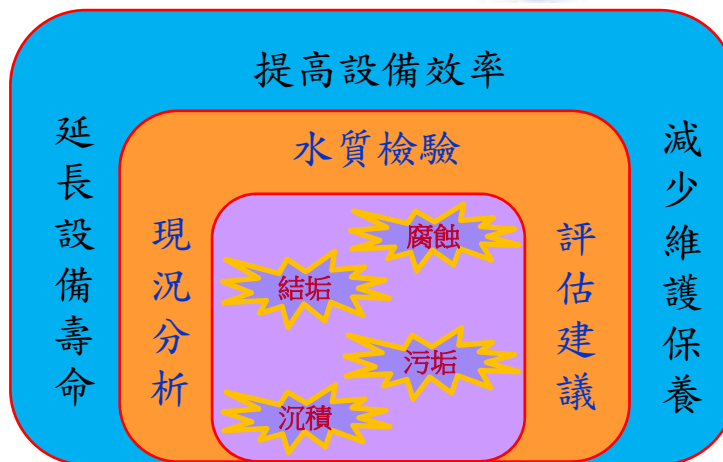 提高設備效率
延長設備壽命
減少維護保養
水質檢驗
現況分析
評估建議
腐蝕
結垢
污垢
沉積